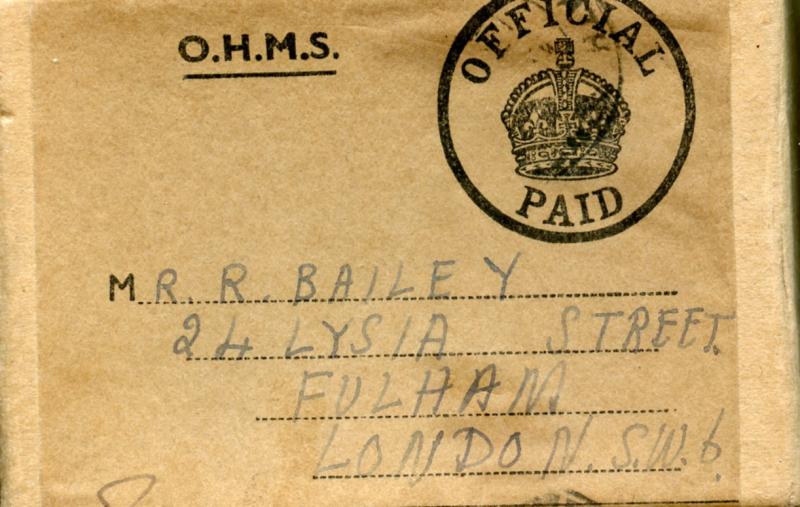 O.H.M.S.
OFFICIAL
PAID
MR. R. BAILEY
24 LYSIA STREET.
FULHAM
LONDON. S.W.6.